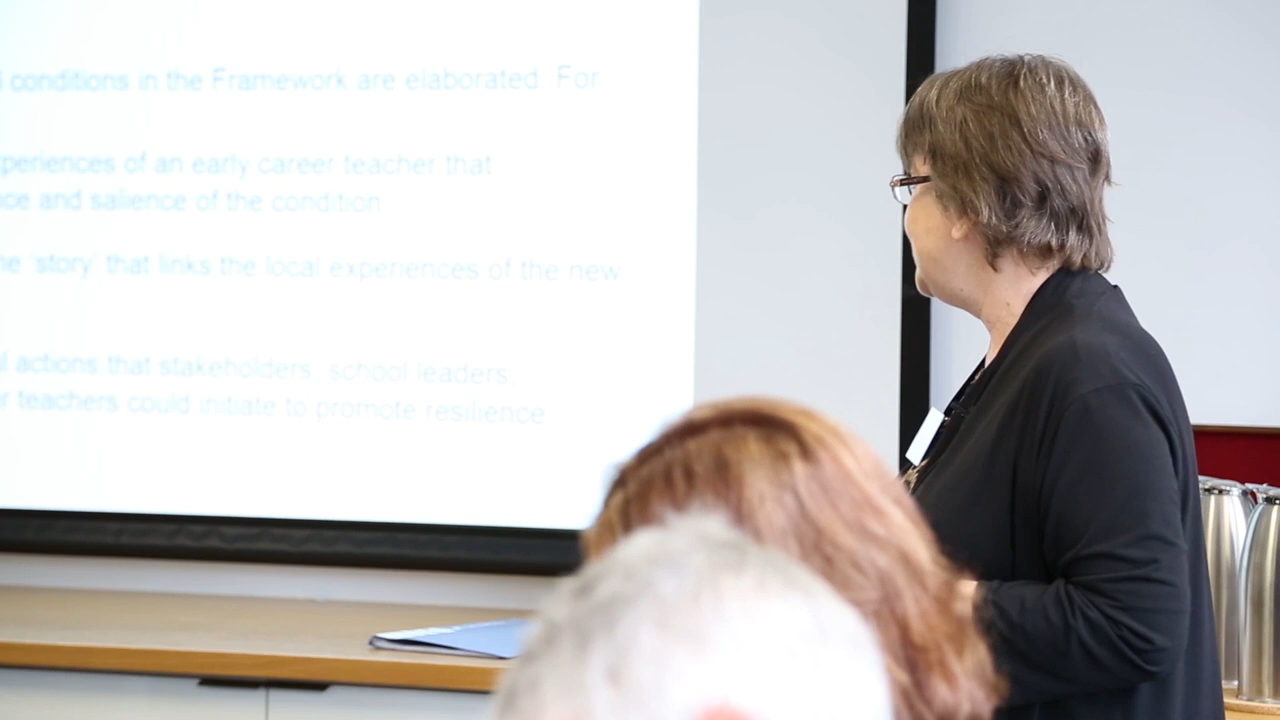 conditions in the Framework are elaborated. For
periences of an early career teacher that
ce and salience of the condition
'story' that links the local experiences of the new
actions that stakeholders, school leaders,
teachers could initiate to promote resilience